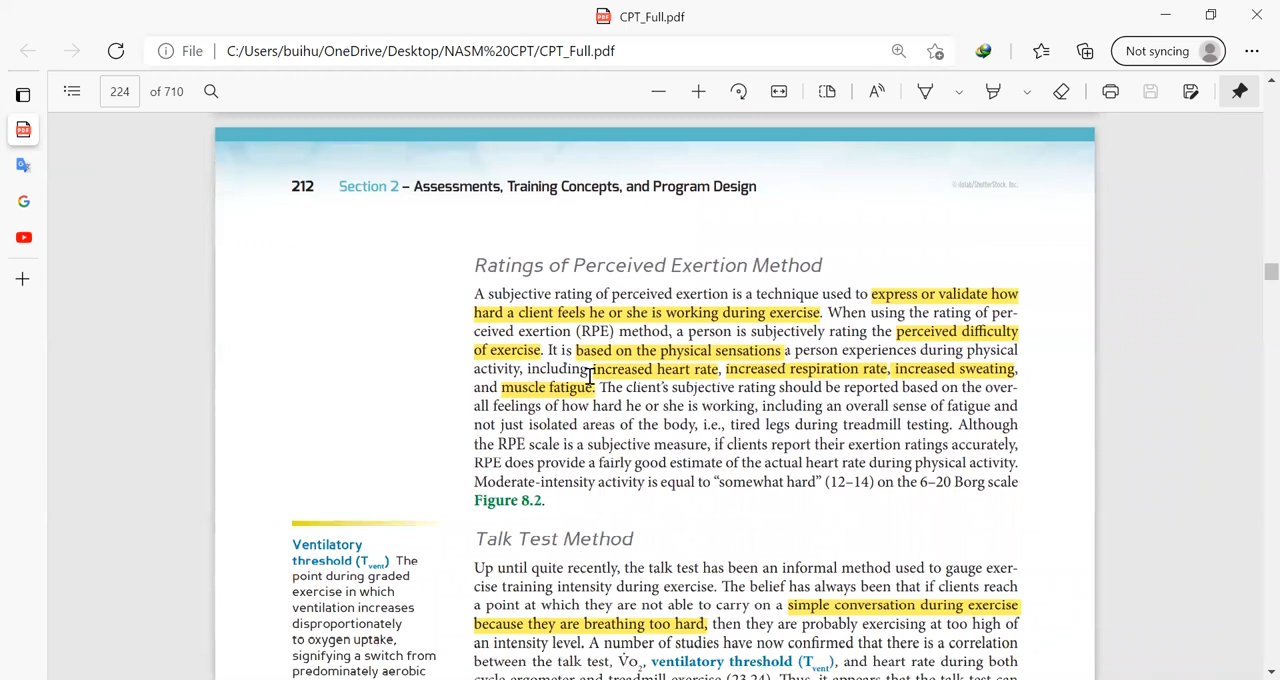 CPT_Full.pdf
File
C:/Users/buihu/OneDrive/Desktop/NASM%20CPT/CPT_Full.pdf
Not syncing
224 of 710
212 Section 2 – Assessments, Training Concepts, and Program Design
Ratings of Perceived Exertion Method
A subjective rating of perceived exertion is a technique used to express or validate how
hard a client feels he or she is working during exercise. When using the rating of per-
ceived exertion (RPE) method, a person is subjectively rating the perceived difficulty
of exercise. It is based on the physical sensations a person experiences during physical
activity, including increased heart rate, increased respiration rate, increased sweating,
and muscle fatigue. The client's subjective rating should be reported based on the over-
all feelings of how hard he or she is working, including an overall sense of fatigue and
not just isolated areas of the body, i.e., tired legs during treadmill testing. Although
the RPE scale is a subjective measure, if clients report their exertion ratings accurately,
RPE does provide a fairly good estimate of the actual heart rate during physical activity.
Moderate-intensity activity is equal to “somewhat hard” (12–14) on the 6–20 Borg scale
Figure 8.2.
Ventilatory
threshold (Tvent) The
point during graded
exercise in which
ventilation increases
disproportionately
to oxygen uptake,
signifying a switch from
predominately aerobic
Talk Test Method
Up until quite recently, the talk test has been an informal method used to gauge exer-
cise training intensity during exercise. The belief has always been that if clients reach
a point at which they are not able to carry on a simple conversation during exercise
because they are breathing too hard, then they are probably exercising at too high of
an intensity level. A number of studies have now confirmed that there is a correlation
between the talk test, V̇o2, ventilatory threshold (Tvent), and heart rate during both
cycle ergometer and treadmill exercise (23,24). Thus, it appears that the talk test can